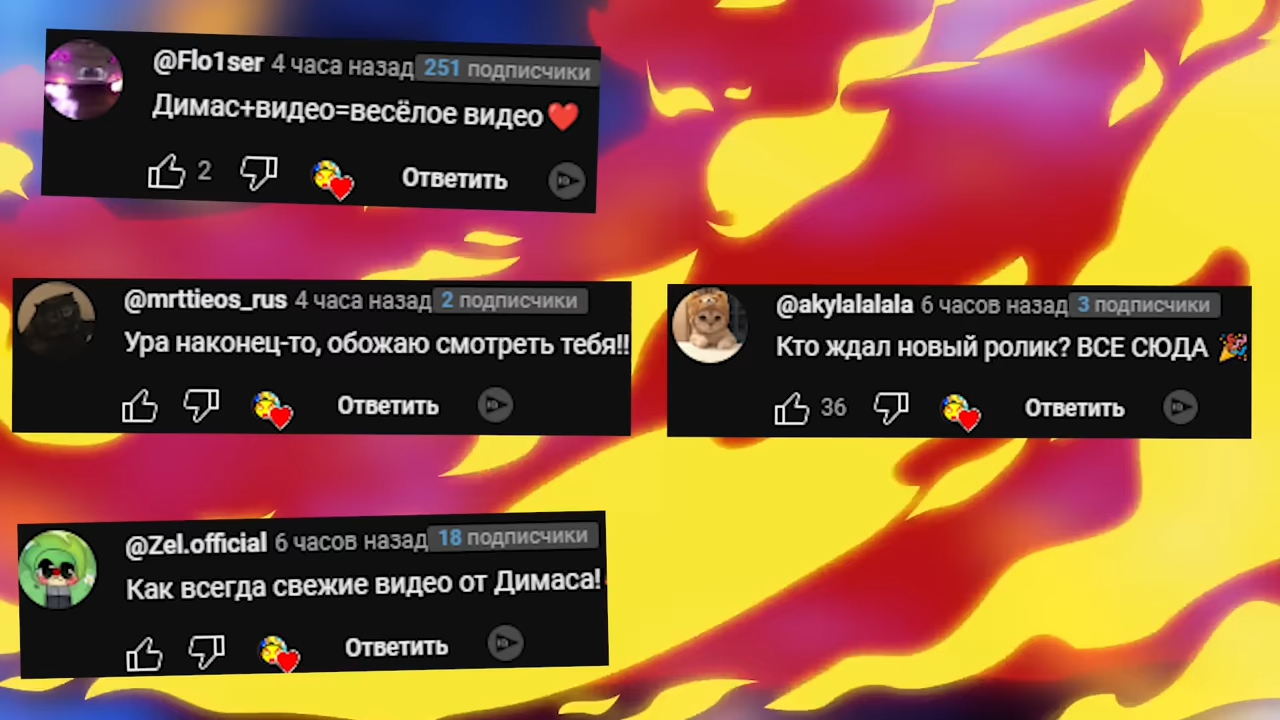 @Flo1ser 4 часа назад 251 подписчики
Димас+видео=весёлое видео❤️
2 Ответить
@mrttieos_rus 4 часа назад 2 подписчики
Ура наконец-то, обожаю смотреть тебя!!
Ответить
@akylalalala 6 часов назад 3 подписчики
Кто ждал новый ролик? ВСЕ СЮДА 🎉
36 Ответить
@Zel.official 6 часов назад 18 подписчики
Как всегда свежие видео от Димаса!
Ответить